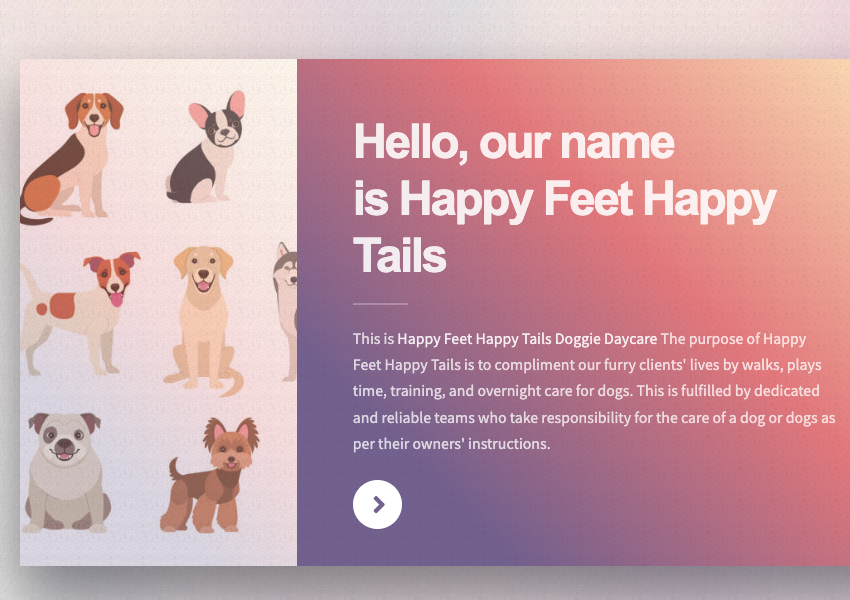 Hello, our name
is Happy Feet Happy
Tails
This is Happy Feet Happy Tails Doggie Daycare The purpose of Happy
Feet Happy Tails is to compliment our furry clients' lives by walks, plays
time, training, and overnight care for dogs. This is fulfilled by dedicated
and reliable teams who take responsibility for the care of a dog or dogs as
per their owners' instructions.